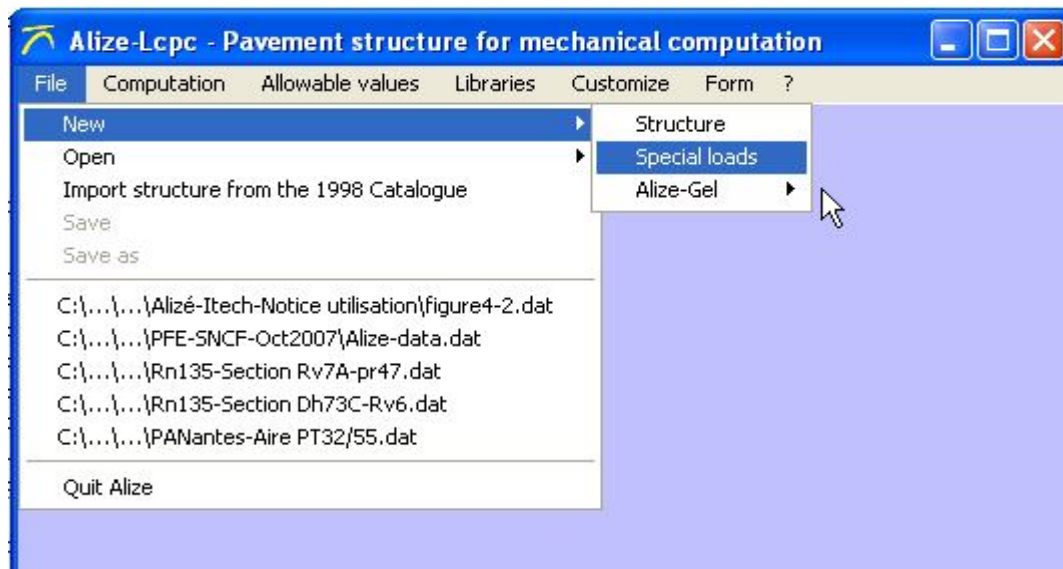 Alize-Lcpc - Pavement structure for mechanical computation
File Computation Allowable values Libraries Customize Form ?
New
Structure
Open
Special loads
Import structure from the 1998 Catalogue
Alize-Gel
Save
Save as
C:\...\...\Alizé-Itech-Notice utilisation\figure4-2.dat
C:\...\...\PFE-SNCF-Oct2007\Alize-data.dat
C:\...\...\Rn135-Section Rv7A-pr47.dat
C:\...\...\Rn135-Section Dh73C-Rv6.dat
C:\...\...\PANantes-Aire PT32/55.dat
Quit Alize